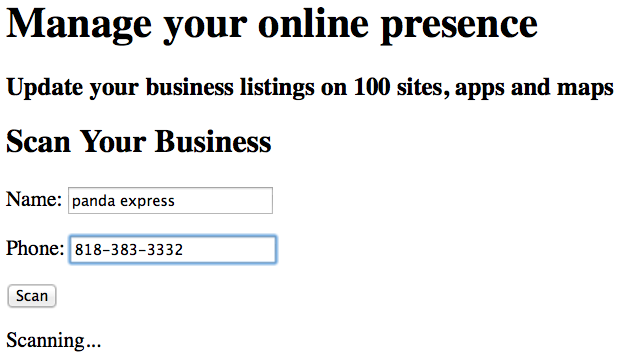 Manage your online presence
Update your business listings on 100 sites, apps and maps
Scan Your Business
Name: panda express
Phone: 818-383-3332
Scan
Scanning...